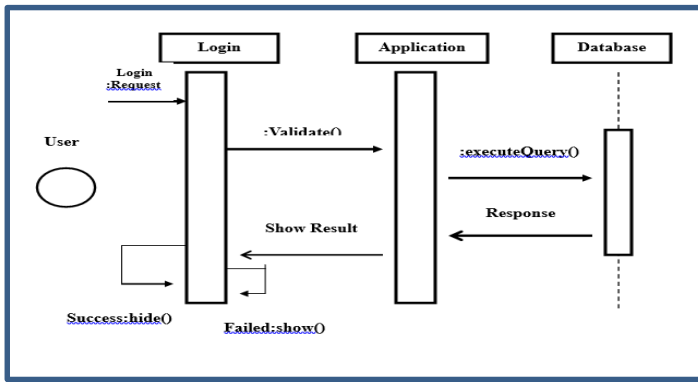 Login
Application
Database
Login
:Request
:Validate()
User
:executeQuery()
Response
Show Result
Success:hide()
Failed:show()